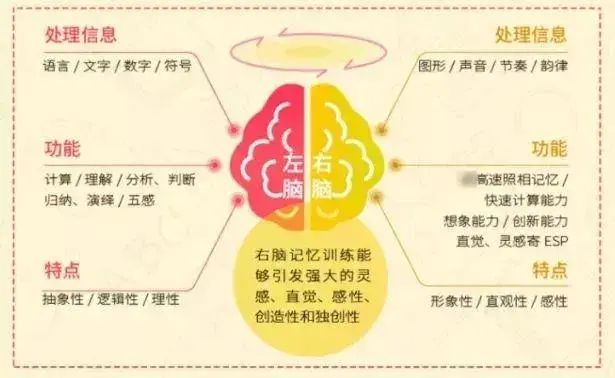 处理信息
语言 / 文字 / 数字 / 符号
功能
计算 / 理解 / 分析、判断
归纳、演绎 / 五感
特点
抽象性 / 逻辑性 / 理性
左脑
右脑
右脑记忆训练能
够引发强大的灵
感、直觉、感性、
创造性和独创性
处理信息
图形 / 声音 / 节奏 / 韵律
功能
高速照相记忆 /
快速计算能力
想象能力 / 创新能力
直觉、灵感寄 ESP
特点
形象性 / 直观性 / 感性